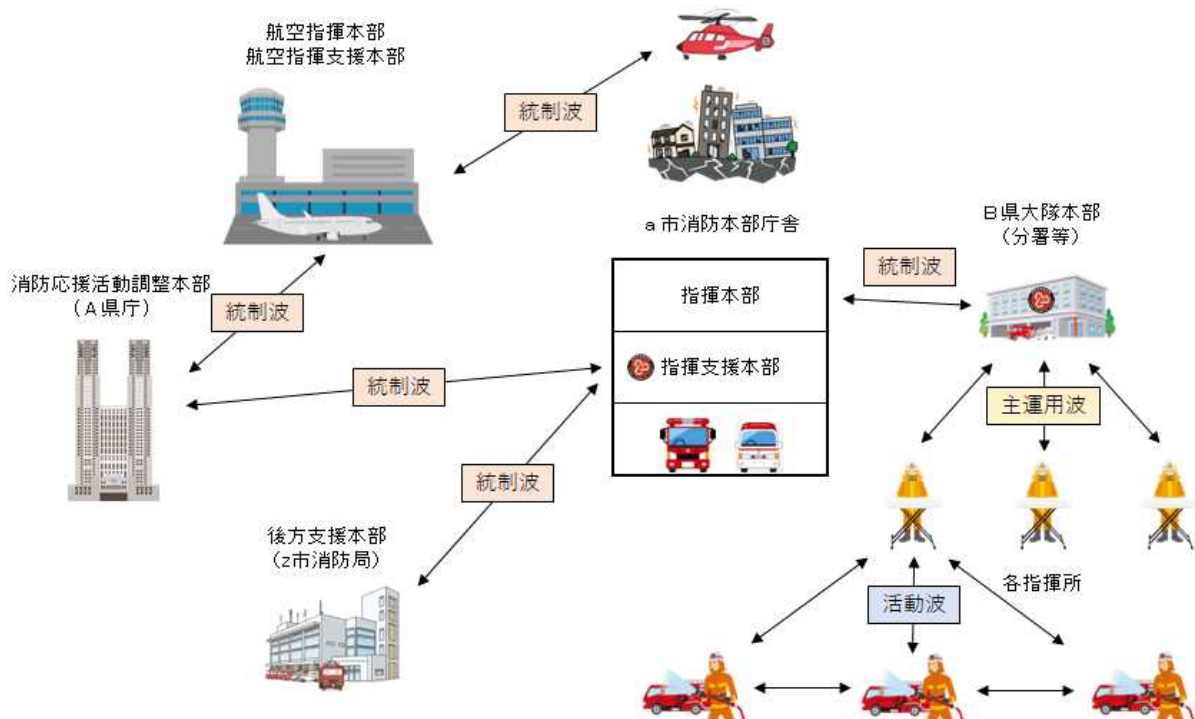 航空指揮本部
航空指揮支援本部
統制波
a市消防本部庁舎
B県大隊本部
(分署等)
統制波
消防応援活動調整本部
(A県庁)
統制波
指揮本部
指揮支援本部
統制波
主運用波
統制波
後方支援本部
(z市消防局)
各指揮所
活動波